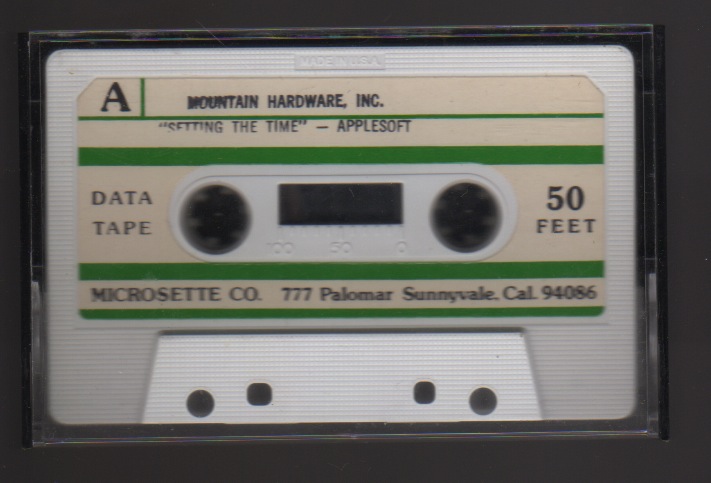 MADE IN U.S.A.
A
MOUNTAIN HARDWARE, INC.
“SETTING THE TIME” — APPLESOFT
DATA
TAPE
50
FEET
100 50 0
MICROSETTE CO. 777 Palomar Sunnyvale, Cal. 94086